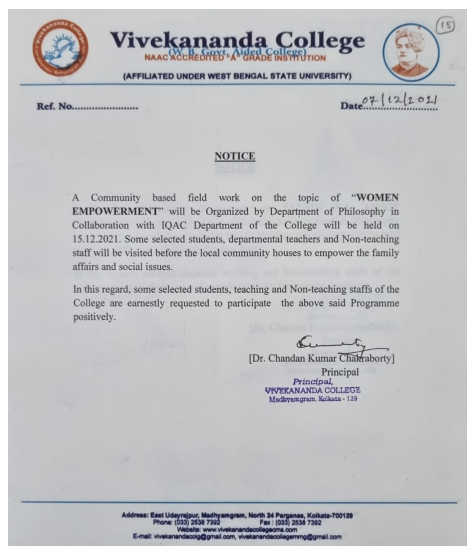 15
Vivekananda College
(W. B. Govt. Aided College)
NAAC ACCREDITED "A" GRADE INSTITUTION
(AFFILIATED UNDER WEST BENGAL STATE UNIVERSITY)
Ref. No.......................
Date 07/12/2021
NOTICE
A Community based field work on the topic of “WOMEN
EMPOWERMENT” will be Organized by Department of Philosophy in
Collaboration with IQAC Department of the College will be held on
15.12.2021. Some selected students, departmental teachers and Non-teaching
staff will be visited before the local community houses to empower the family
affairs and social issues.
In this regard, some selected students, teaching and Non-teaching staffs of the
College are earnestly requested to participate the above said Programme
positively.
[Dr. Chandan Kumar Chakraborty]
Principal
Principal,
VIVEKANANDA COLLEGE
Madhyamgram, Kolkata - 129
Address: East Udayrajpur, Madhyamgram, North 24 Parganas, Kolkata-700129
Phone: (033) 2538 7392 Fax: (033) 2538 7392
Website: www.vivekanandacollegecms.com
E-mail: vivekanandacolg@gmail.com, vivekanandacollegemmg@gmail.com